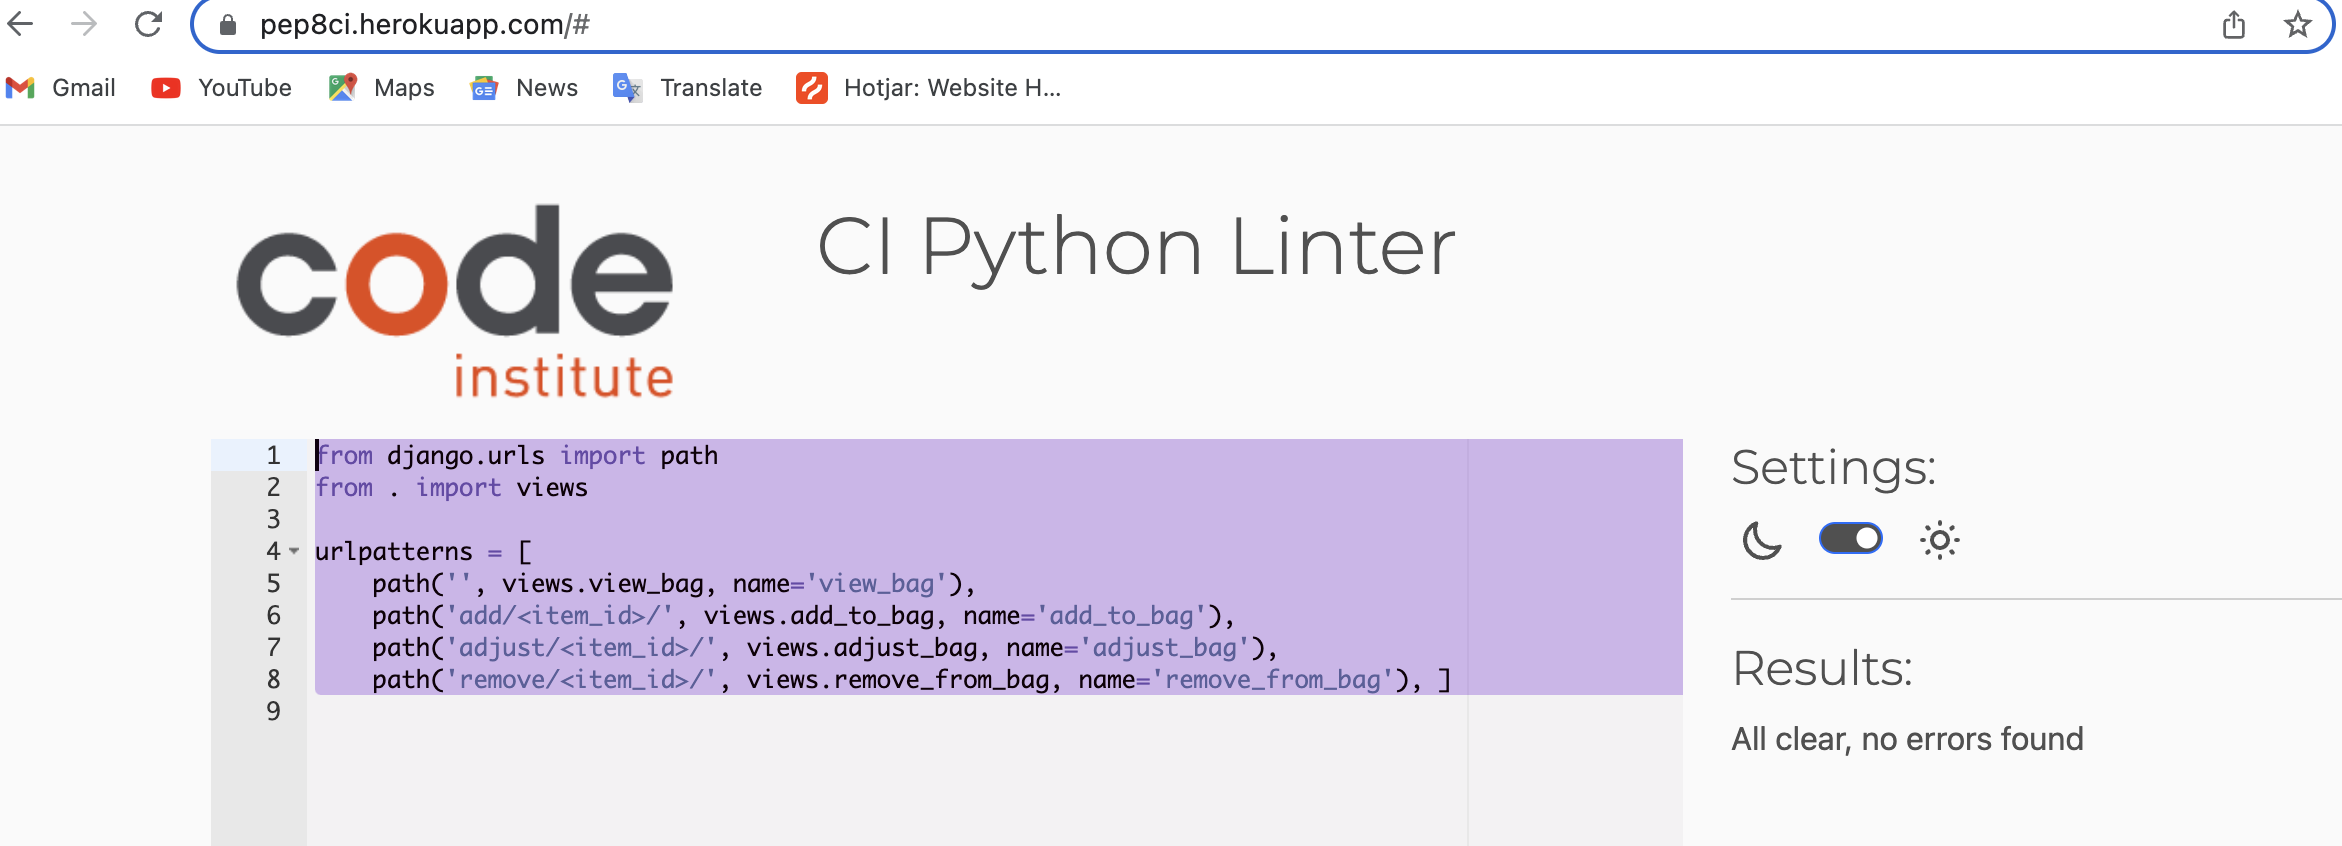 pep8ci.herokuapp.com/#
Gmail YouTube Maps News Translate Hotjar: Website H...
code
institute
CI Python Linter
1 from django.urls import path
2 from . import views
3
4 urlpatterns = [
5     path('', views.view_bag, name='view_bag'),
6     path('add/<item_id>/', views.add_to_bag, name='add_to_bag'),
7     path('adjust/<item_id>/', views.adjust_bag, name='adjust_bag'),
8     path('remove/<item_id>/', views.remove_from_bag, name='remove_from_bag'), ]
9
Settings:
Results:
All clear, no errors found